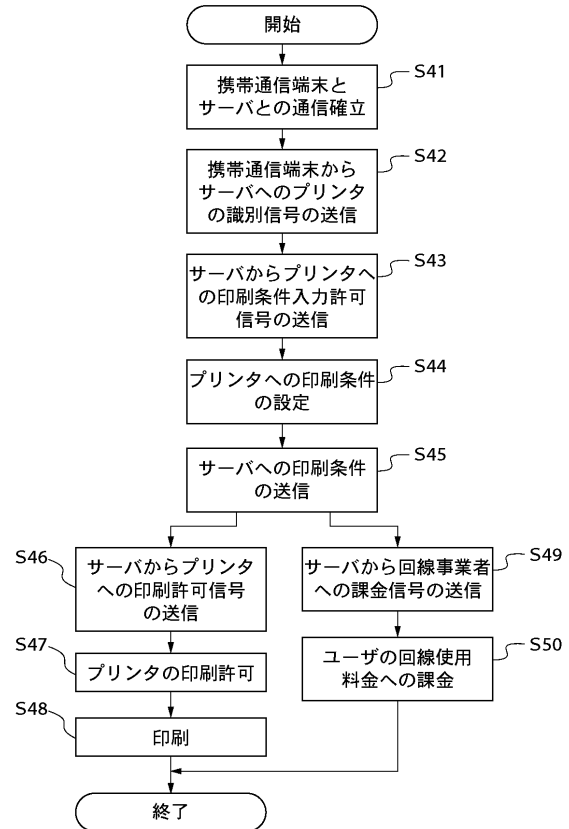 開始
携帯通信端末と
サーバとの通信確立
S41
携帯通信端末から
サーバへのプリンタ
の識別信号の送信
S42
サーバからプリンタへ
の印刷条件入力許可
信号の送信
S43
プリンタへの印刷条件
の設定
S44
サーバへの印刷条件
の送信
S45
S46
サーバからプリンタ
への印刷許可信号
の送信
S47
プリンタの印刷許可
S48
印刷
サーバから回線事業者
への課金信号の送信
S49
ユーザの回線使用
料金への課金
S50
終了